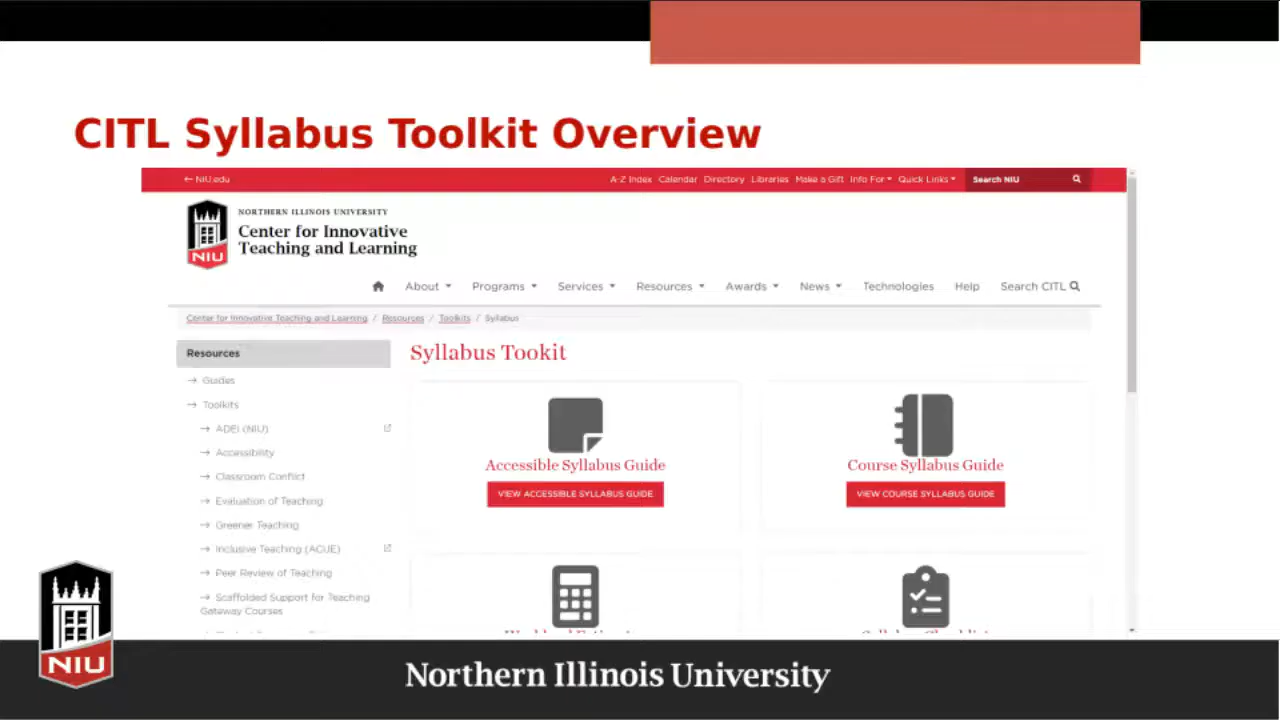 CITL Syllabus Toolkit Overview
← NIU.edu
A-Z Index Calendar Directory Libraries Make a Gift Info For Quick Links Search NIU
NORTHERN ILLINOIS UNIVERSITY
Center for Innovative
Teaching and Learning
NIU
About Programs Services Resources Awards News Technologies Help Search CITL
Center for Innovative Teaching and Learning / Resources / Toolkits / Syllabus
Resources
→ Guides
→ Toolkits
→ ADEI (NIU)
→ Accessibility
→ Classroom Conflict
→ Evaluation of Teaching
→ Greener Teaching
→ Inclusive Teaching (ACUE)
→ Peer Review of Teaching
→ Scaffolded Support for Teaching
Gateway Courses
Syllabus Tookit
Accessible Syllabus Guide
VIEW ACCESSIBLE SYLLABUS GUIDE
Course Syllabus Guide
VIEW COURSE SYLLABUS GUIDE
NIU
Northern Illinois University